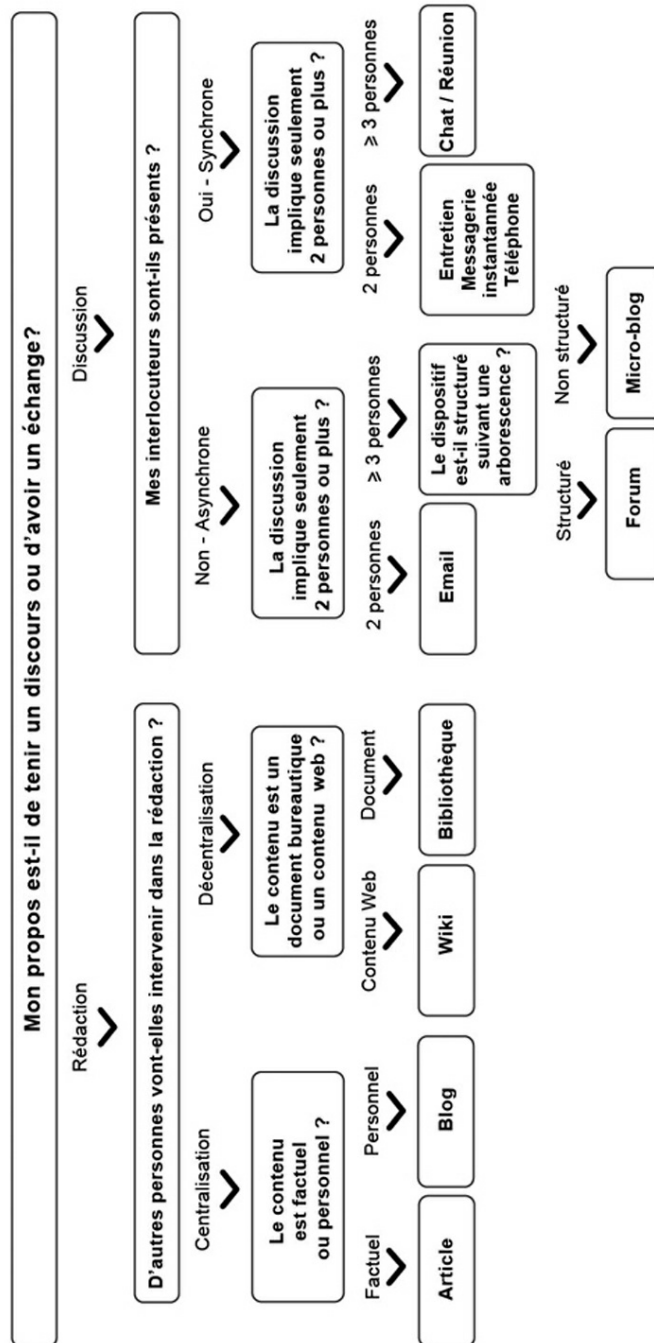 Mon propos est-il de tenir un discours ou d'avoir un échange?
Rédaction
Discussion
D'autres personnes vont-elles intervenir dans la rédaction ?
Mes interlocuteurs sont-ils présents ?
Centralisation
Décentralisation
Non - Asynchrone
Oui - Synchrone
Le contenu
est factuel
ou personnel ?
Le contenu est un
document bureautique
ou un contenu web ?
La discussion
implique seulement
2 personnes ou plus ?
La discussion
implique seulement
2 personnes ou plus ?
Factuel
Personnel
Contenu Web
Document
2 personnes
⩾ 3 personnes
2 personnes
⩾ 3 personnes
Article
Blog
Wiki
Bibliothèque
Email
Le dispositif
est-il structuré
suivant une
arborescence ?
Entretien
Messagerie
instantannée
Téléphone
Chat / Réunion
Structuré
Non structuré
Forum
Micro-blog